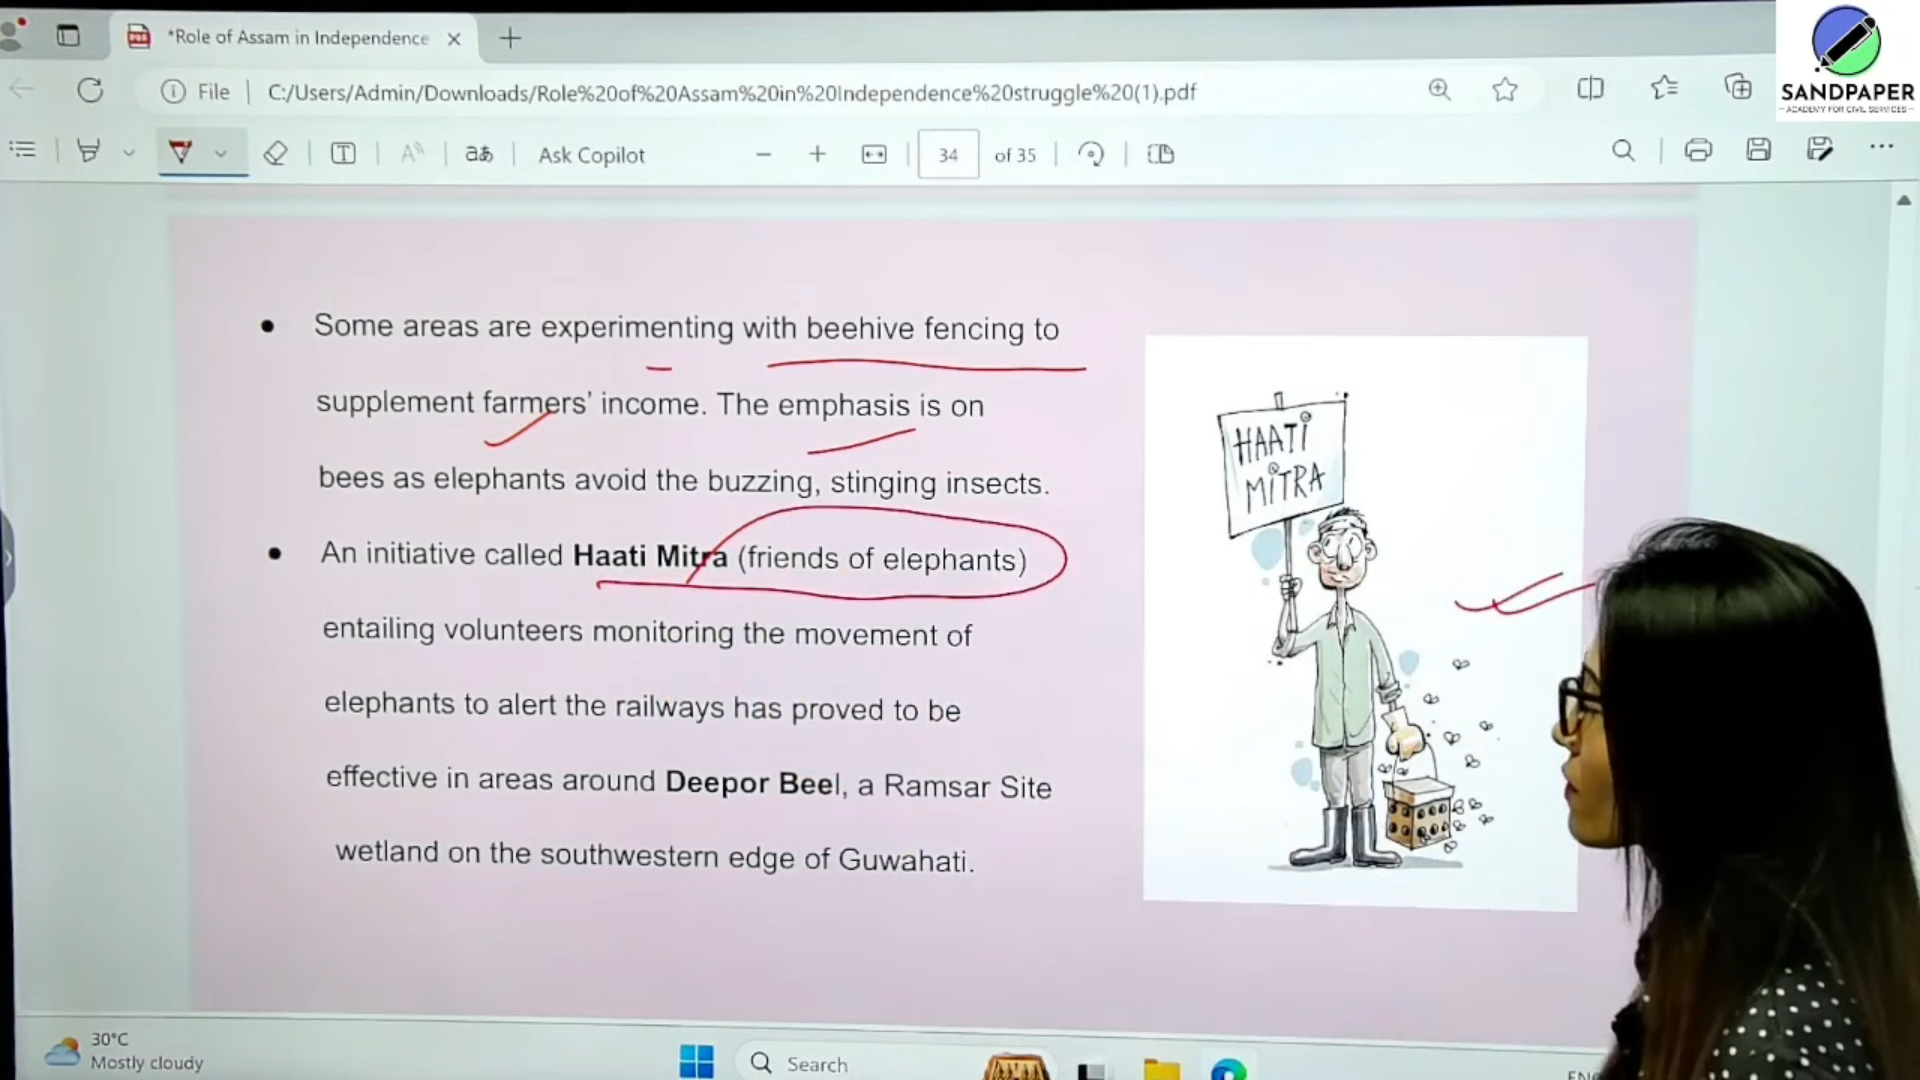 *Role of Assam in Independence
File
C:/Users/Admin/Downloads/Role%20of%20Assam%20in%20Independence%20struggle%20(1).pdf
SANDPAPER
ACADEMY FOR CIVIL SERVICES
Ask Copilot
34 of 35
• Some areas are experimenting with beehive fencing to
supplement farmers' income. The emphasis is on
bees as elephants avoid the buzzing, stinging insects.
• An initiative called Haati Mitra (friends of elephants)
entailing volunteers monitoring the movement of
elephants to alert the railways has proved to be
effective in areas around Deepor Beel, a Ramsar Site
wetland on the southwestern edge of Guwahati.
HAATI
MITRA
30°C
Mostly cloudy
Search